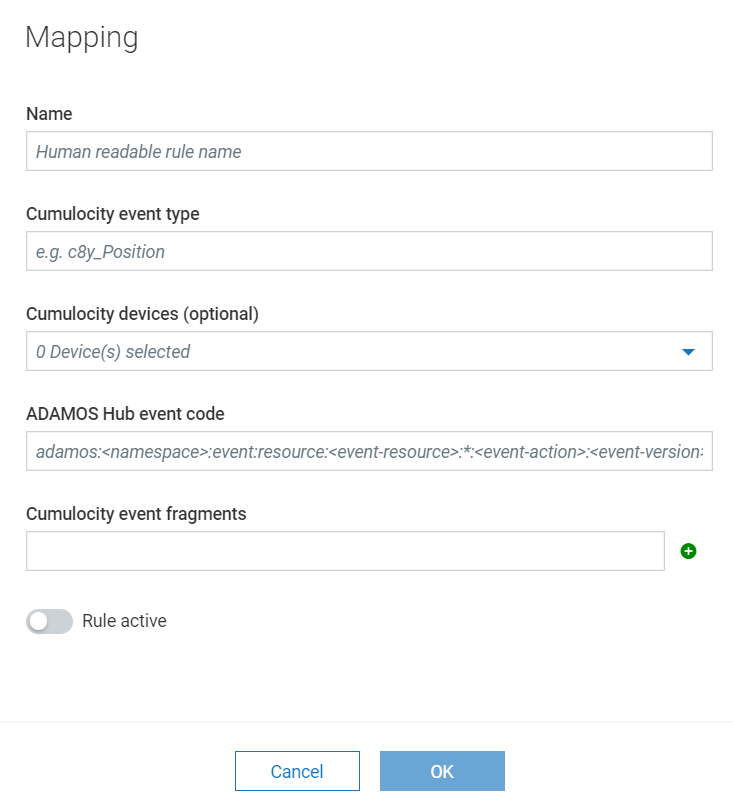 Mapping
Name
Human readable rule name
Cumulocity event type
e.g. c8y_Position
Cumulocity devices (optional)
0 Device(s) selected
ADAMOS Hub event code
adamos:<namespace>:event:resource:<event-resource>:*:<event-action>:<event-version>
Cumulocity event fragments
Rule active
Cancel
OK